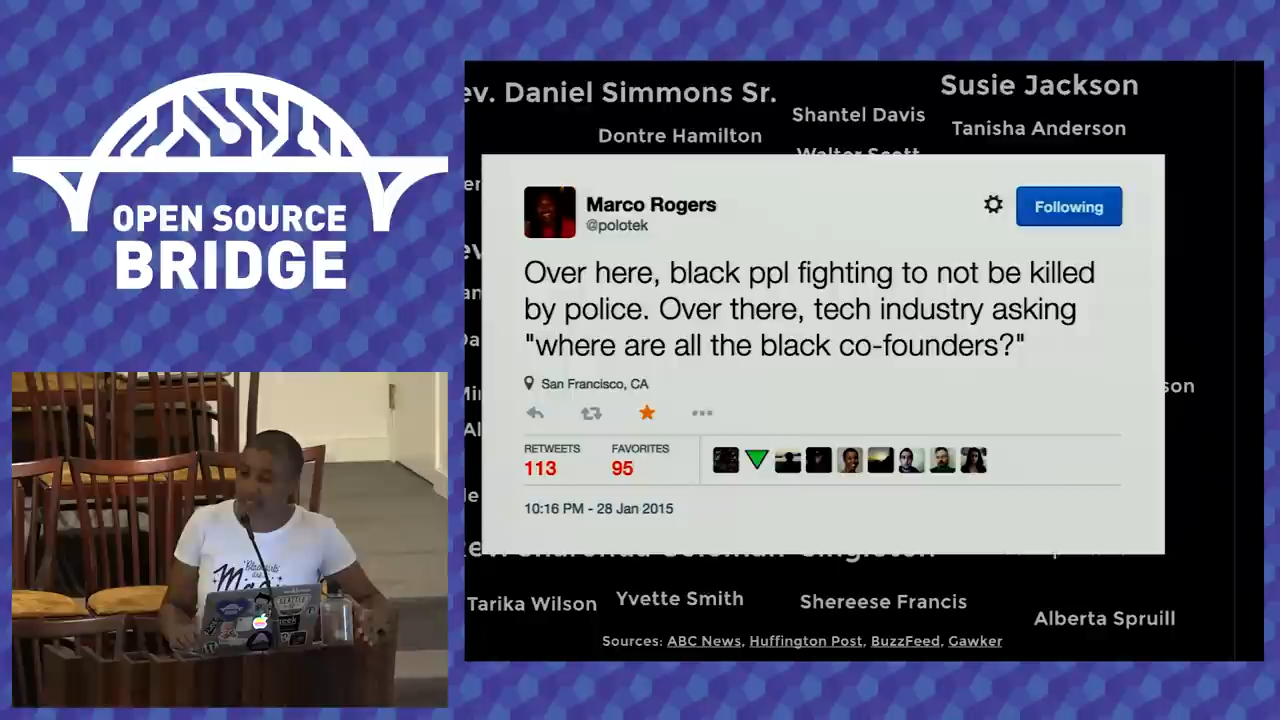 OPEN SOURCE
BRIDGE
ev. Daniel Simmons Sr.
Susie Jackson
Shantel Davis
Dontre Hamilton
Tanisha Anderson
Walter Scott
Marco Rogers
@polotek
Following
Over here, black ppl fighting to not be killed
by police. Over there, tech industry asking
"where are all the black co-founders?"
San Francisco, CA
son
RETWEETS
FAVORITES
113
95
10:16 PM - 28 Jan 2015
Tarika Wilson
Yvette Smith
Shereese Francis
Alberta Spruill
Sources: ABC News, Huffington Post, BuzzFeed, Gawker